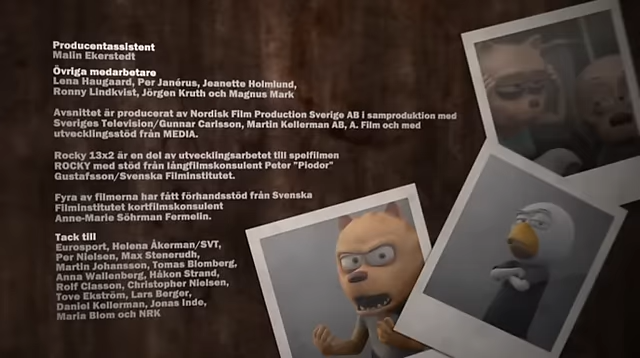 Producentassistent
Malin Ekerstedt
Övriga medarbetare
Lena Haugaard, Per Janérus, Jeanette Holmlund,
Ronny Lindkvist, Jörgen Kruth och Magnus Mark
Avsnittet är producerat av Nordisk Film Production Sverige AB i samproduktion med
Sveriges Television/Gunnar Carlsson, Martin Kellerman AB, A. Film och med
utvecklingsstöd från MEDIA.
Rocky 13x2 är en del av utvecklingsarbetet till spelfilmen
ROCKY med stöd från långfilmskonsulent Peter "Piodor"
Gustafsson/Svenska Filminstitutet.
Fyra av filmerna har fått förhandsstöd från Svenska
Filminstitutet kortfilmskonsulent
Anne-Marie Söhrman Fermelin.
Tack till
Eurosport, Helena Åkerman/SVT,
Per Nielsen, Max Stenerudh,
Martin Johansson, Tomas Blomberg,
Anna Wallenberg, Håkon Strand,
Rolf Classon, Christopher Nielsen,
Tove Ekström, Lars Berger,
Daniel Kellerman, Jonas Inde,
Maria Blom och NRK